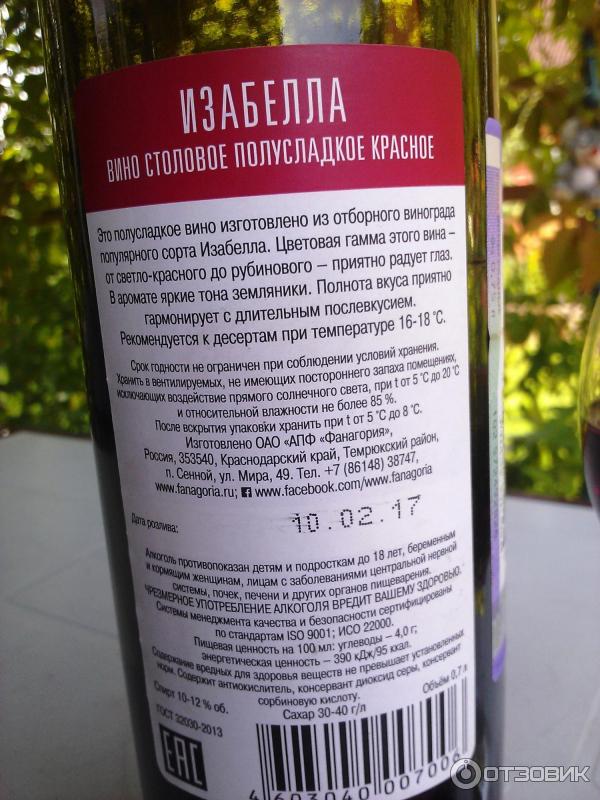 ИЗАБЕЛЛА
ВИНО СТОЛОВОЕ ПОЛУСЛАДКОЕ КРАСНОЕ
Это полусладкое вино изготовлено из отборного винограда
популярного сорта Изабелла. Цветовая гамма этого вина –
от светло-красного до рубинового – приятно радует глаз.
В аромате яркие тона земляники. Полнота вкуса приятно
гармонирует с длительным послевкусием.
Рекомендуется к десертам при температуре 16-18 °С.
Срок годности не ограничен при соблюдении условий хранения.
Хранить в вентилируемых, не имеющих постороннего запаха помещениях,
исключающих воздействие прямого солнечного света, при t от 5 °С до 20 °С
и относительной влажности не более 85 %.
После вскрытия упаковки хранить при t от 5 °С до 8 °С.
Изготовлено ОАО «АПФ «Фанагория»,
Россия, 353540, Краснодарский край, Темрюкский район,
п. Сенной, ул. Мира, 49. Тел. +7 (86148) 38747,
www.fanagoria.ru; f www.facebook.com/www.fanagoria
Дата розлива: 10.02.17
Алкоголь противопоказан детям и подросткам до 18 лет, беременным
и кормящим женщинам, лицам с заболеваниями центральной нервной
системы, почек, печени и других органов пищеварения.
ЧРЕЗМЕРНОЕ УПОТРЕБЛЕНИЕ АЛКОГОЛЯ ВРЕДИТ ВАШЕМУ ЗДОРОВЬЮ.
Системы менеджмента качества и безопасности сертифицированы
по стандартам ISO 9001; ИСО 22000.
Пищевая ценность на 100 мл: углеводы – 4,0 г;
энергетическая ценность – 390 кДж/95 ккал.
Содержание вредных для здоровья веществ не превышает установленных
норм. Содержит антиокислитель, консервант диоксид серы, консервант
сорбиновую кислоту.
Спирт 10-12 % об.
Сахар 30-40 г/л
Объём 0,7 л
ГОСТ 32030-2013
EAC
4 603040 007006
ОТЗОВИК